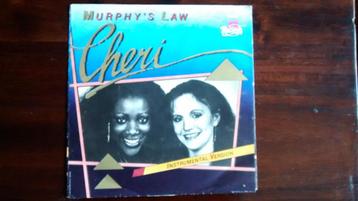 MURPHY'S LAW
Cheri
INSTRUMENTAL VERSION